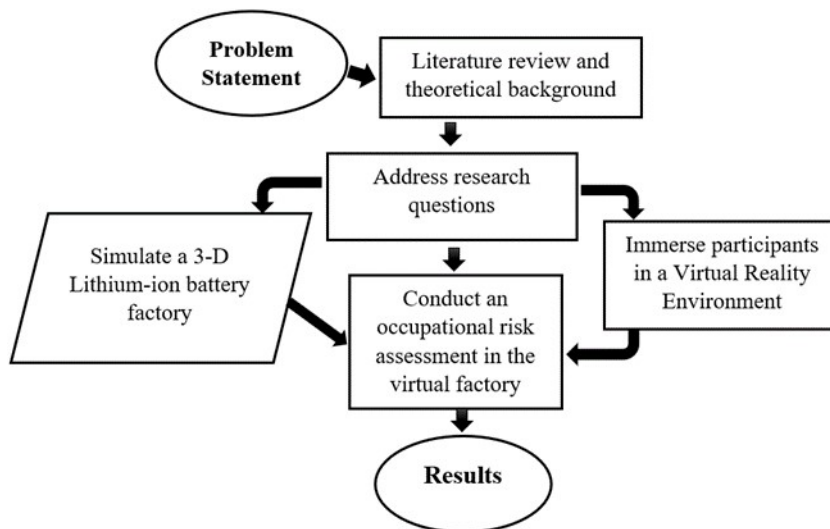 Problem
Statement
Literature review and
theoretical background
Address research
questions
Simulate a 3-D
Lithium-ion battery
factory
Immerse participants
in a Virtual Reality
Environment
Conduct an
occupational risk
assessment in the
virtual factory
Results